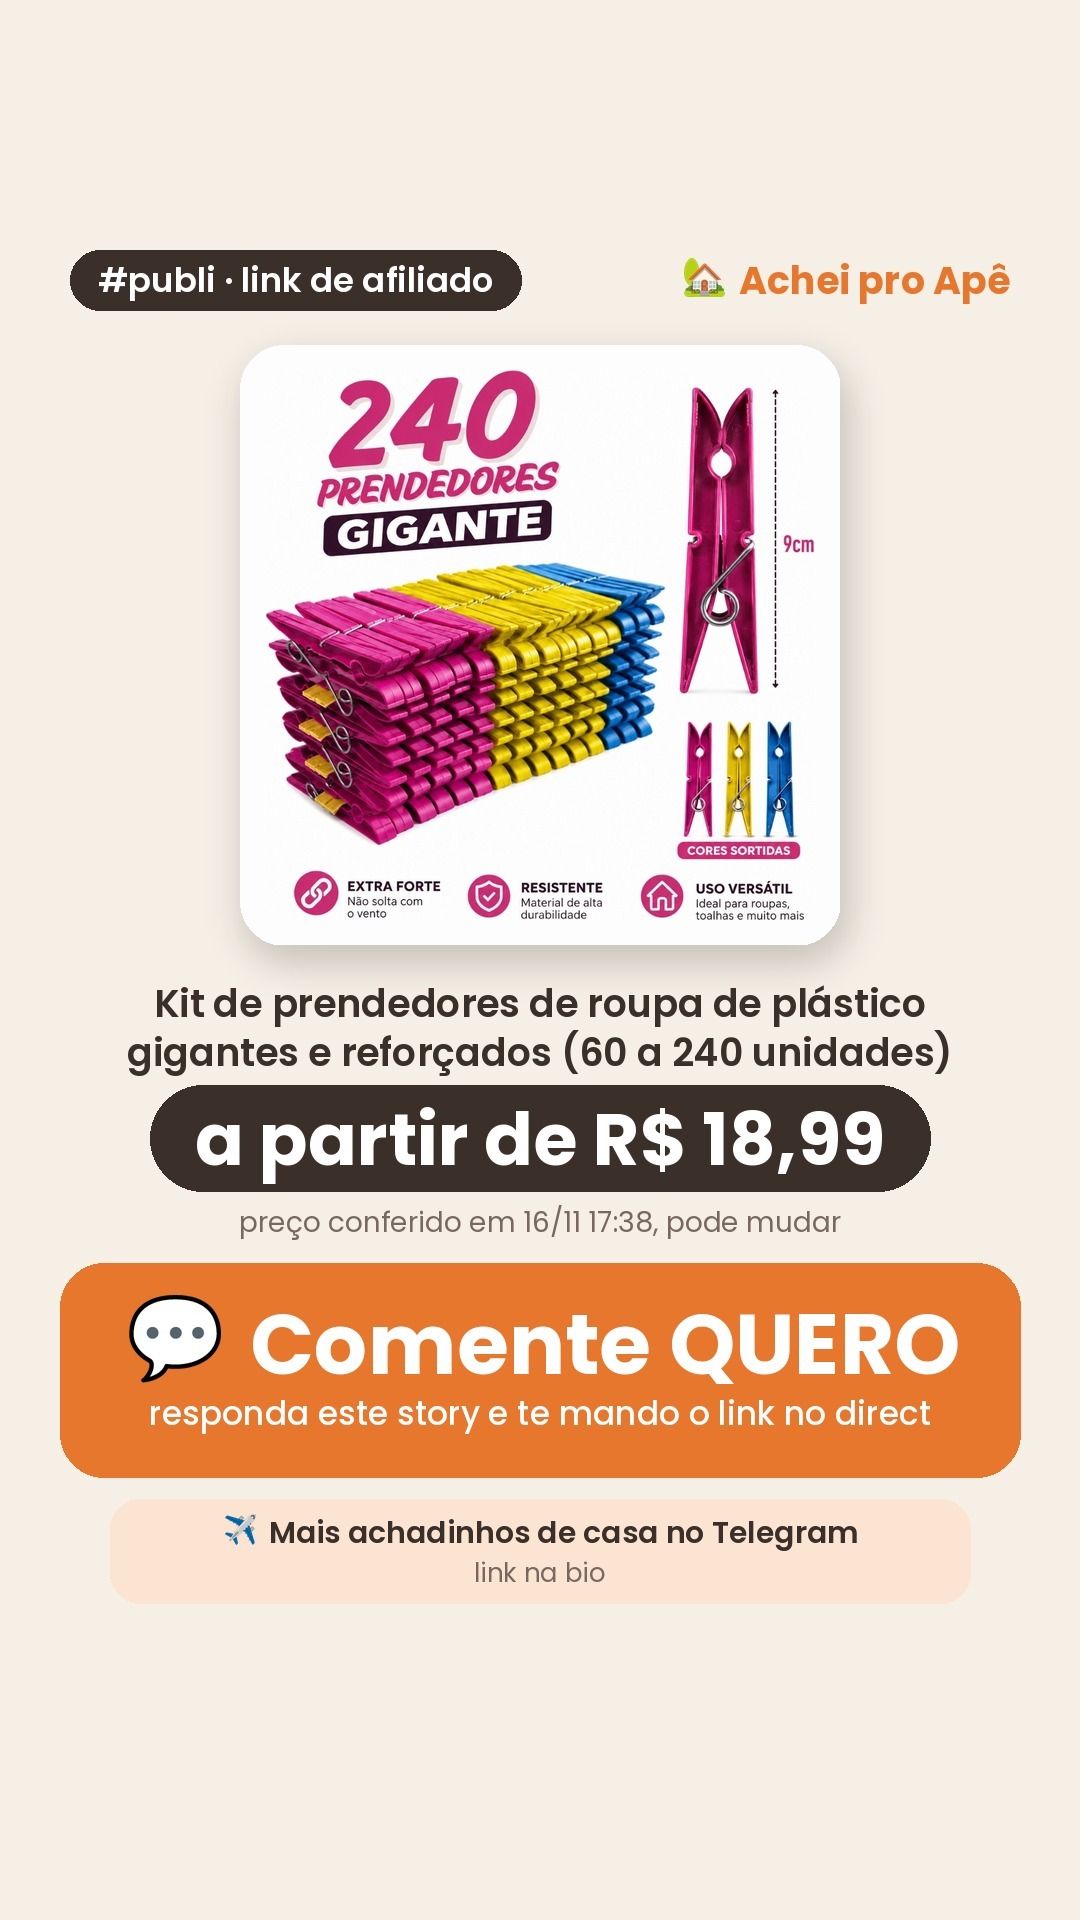 #publi · link de afiliado
Achei pro Apê
240
PRENDEDORES
GIGANTE
9cm
CORES SORTIDAS
EXTRA FORTE
Não solta com
o vento
RESISTENTE
Material de alta
durabilidade
USO VERSÁTIL
Ideal para roupas,
toalhas e muito mais
Kit de prendedores de roupa de plástico
gigantes e reforçados (60 a 240 unidades)
a partir de R$ 18,99
preço conferido em 16/11 17:38, pode mudar
Comente QUERO
responda este story e te mando o link no direct
Mais achadinhos de casa no Telegram
link na bio